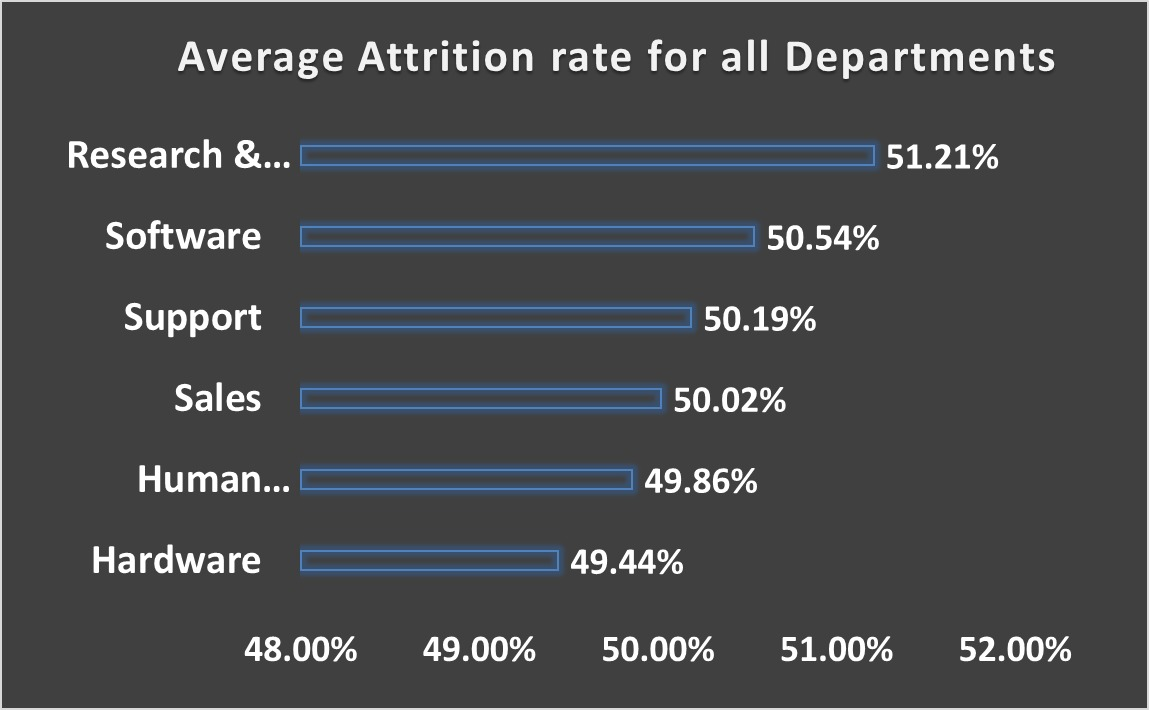 Average Attrition rate for all Departments
Research &...
51.21%
Software
50.54%
Support
50.19%
Sales
50.02%
Human...
49.86%
Hardware
49.44%
48.00% 49.00% 50.00% 51.00% 52.00%